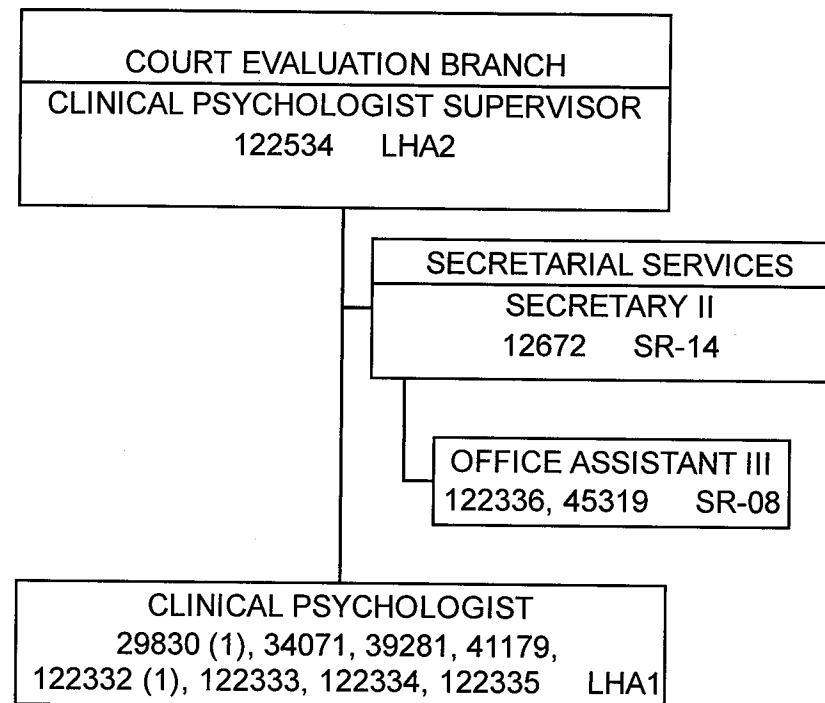 COURT EVALUATION BRANCH
CLINICAL PSYCHOLOGIST SUPERVISOR
122534 LHA2
SECRETARIAL SERVICES
SECRETARY II
12672 SR-14
OFFICE ASSISTANT III
122336, 45319 SR-08
CLINICAL PSYCHOLOGIST
29830 (1), 34071, 39281, 41179,
122332 (1), 122333, 122334, 122335 LHA1